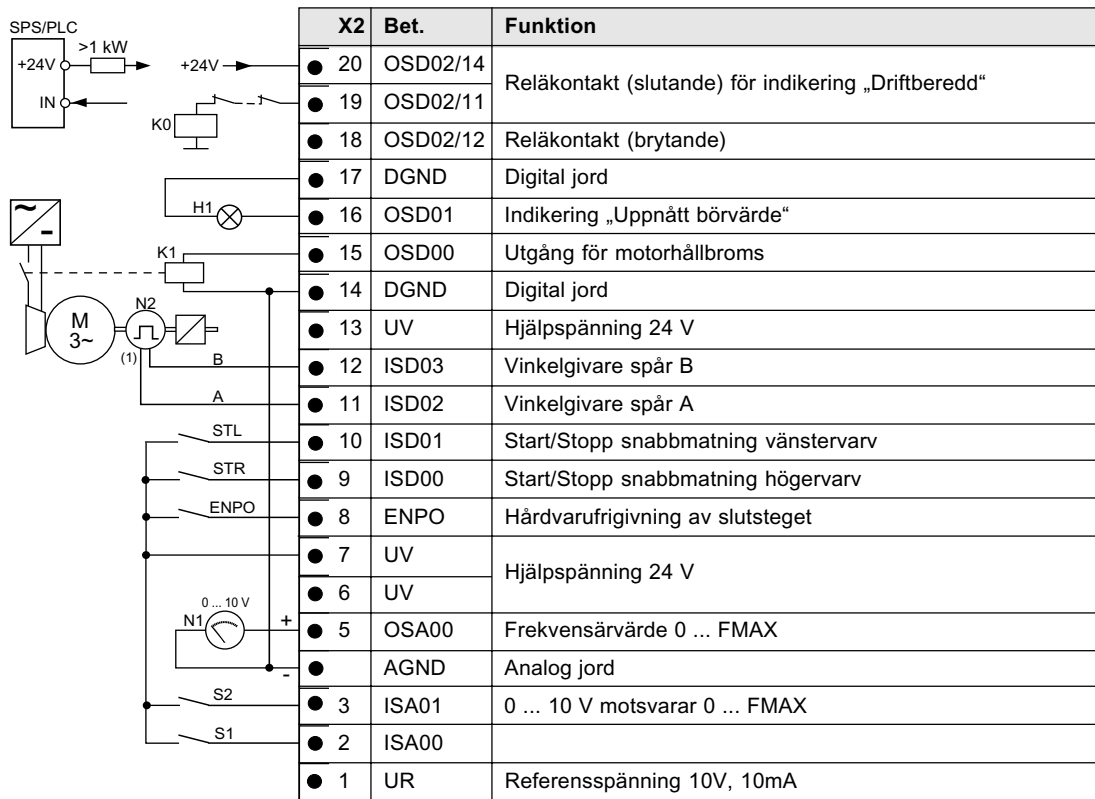 SPS/PLC
>1 kW
+24V
+24V
IN
K0
H1
K1
N2
M
3~
(1)
B
A
STL
STR
ENPO
0 ... 10 V
N1
+
-
S2
S1
X2 Bet. Funktion
20 OSD02/14 Reläkontakt (slutande) för indikering „Driftberedd“
19 OSD02/11
18 OSD02/12 Reläkontakt (brytande)
17 DGND Digital jord
16 OSD01 Indikering „Uppnått börvärde“
15 OSD00 Utgång för motorhållbroms
14 DGND Digital jord
13 UV Hjälpspänning 24 V
12 ISD03 Vinkelgivare spår B
11 ISD02 Vinkelgivare spår A
10 ISD01 Start/Stopp snabbmatning vänstervarv
9 ISD00 Start/Stopp snabbmatning högervarv
8 ENPO Hårdvarufrigivning av slutsteget
7 UV Hjälpspänning 24 V
6 UV
5 OSA00 Frekvensärvärde 0 ... FMAX
AGND Analog jord
3 ISA01 0 ... 10 V motsvarar 0 ... FMAX
2 ISA00
1 UR Referensspänning 10V, 10mA